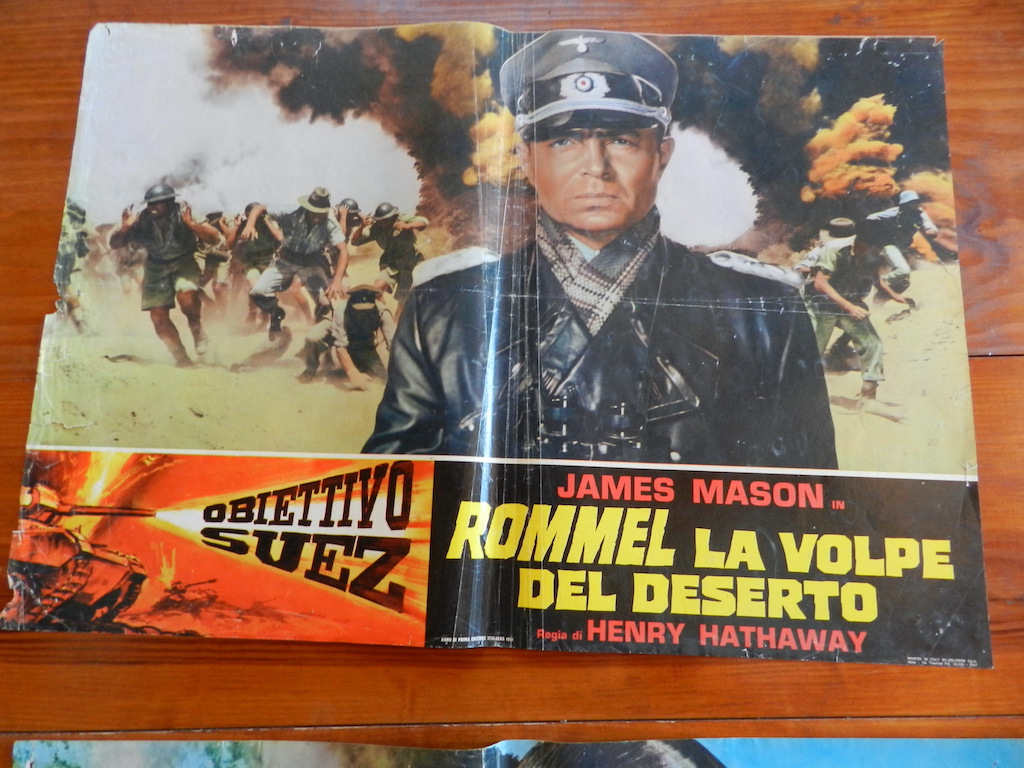 OBIETTIVO
SUEZ
JAMES MASON IN
ROMMEL LA VOLPE
DEL DESERTO
Regia di HENRY HATHAWAY